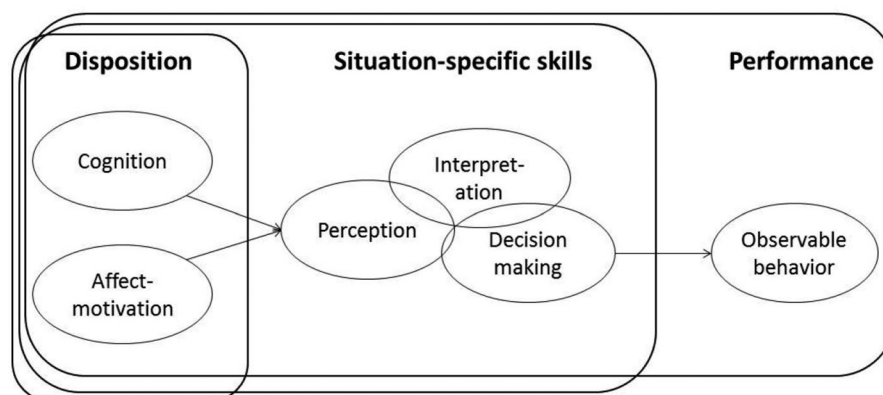 Disposition
Situation-specific skills
Performance
Cognition
Affect-
motivation
Perception
Interpret-
ation
Decision
making
Observable
behavior